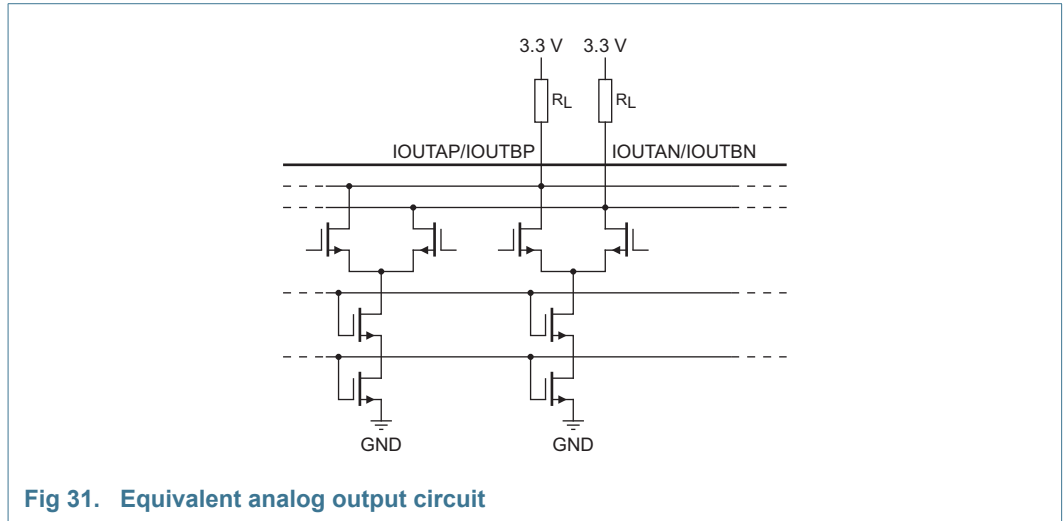 3.3 V 3.3 V
RL RL
IOUTAP/IOUTBP IOUTAN/IOUTBN
GND GND
Fig 31. Equivalent analog output circuit